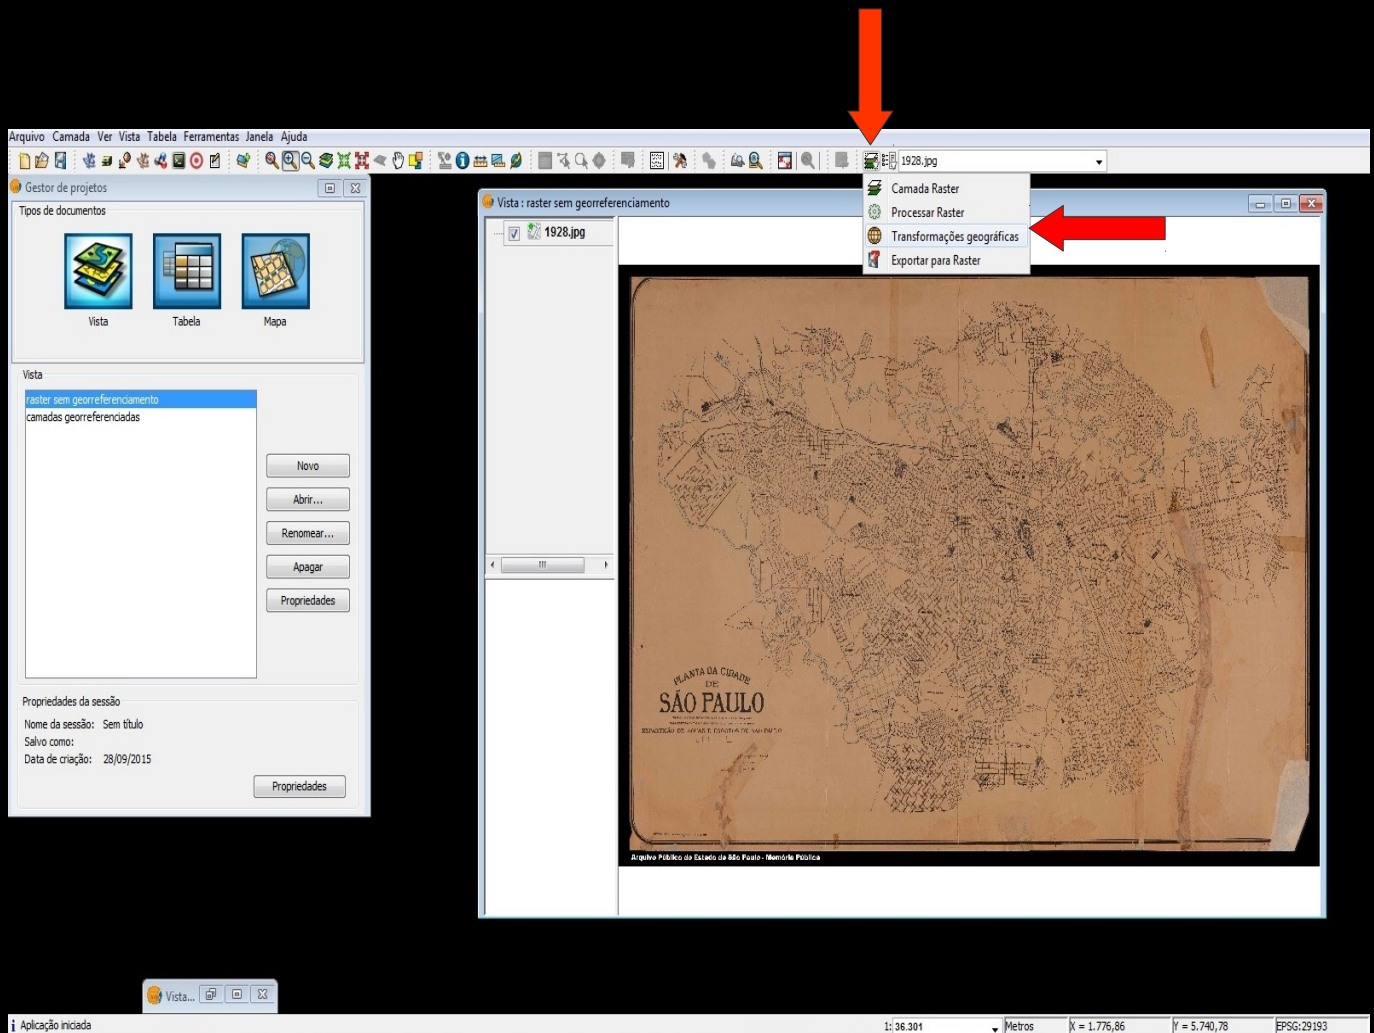 Arquivo Camada Ver Vista Tabela Ferramentas Janela Ajuda
1928.jpg
Gestor de projetos
Tipos de documentos
Vista Tabela Mapa
Vista
raster sem georreferenciamento
camadas georreferenciadas
Novo
Abrir...
Renomear...
Apagar
Propriedades
Propriedades da sessão
Nome da sessão: Sem título
Salvo como:
Data de criação: 28/09/2015
Propriedades
Vista : raster sem georreferenciamento
1928.jpg
Camada Raster
Processar Raster
Transformações geográficas
Exportar para Raster
PLANTA DA CIDADE
DE
SÃO PAULO
Arquivo Público do Estado de São Paulo - Memória Pública
Vista...
Aplicação iniciada
1: 36.301 Metros X = 1.776,86 Y = 5.740,78 EPSG:29193